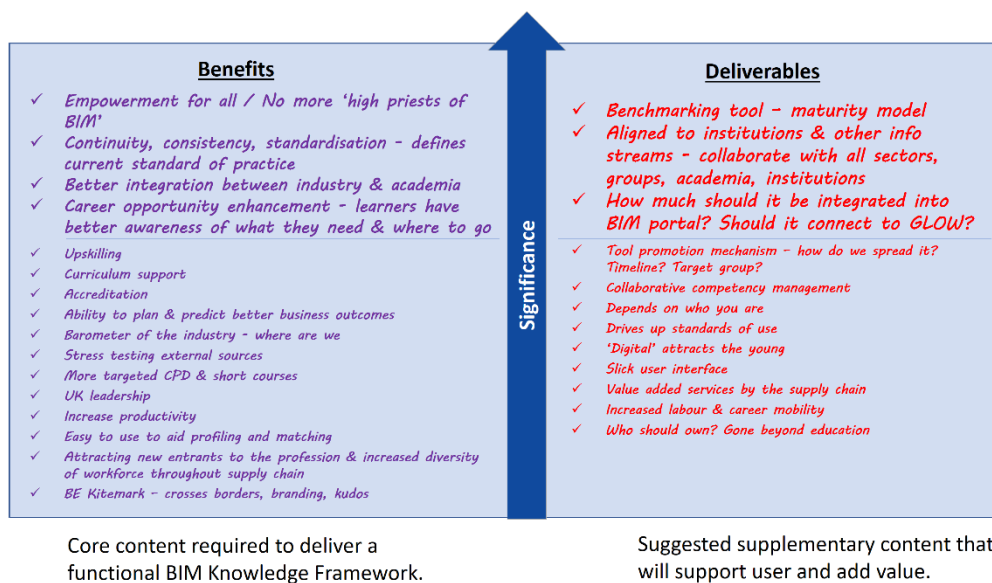 Benefits
✓ Empowerment for all / No more ‘high priests of
BIM’
✓ Continuity, consistency, standardisation - defines
current standard of practice
✓ Better integration between industry & academia
✓ Career opportunity enhancement - learners have
better awareness of what they need & where to go
✓ Upskilling
✓ Curriculum support
✓ Accreditation
✓ Ability to plan & predict better business outcomes
✓ Barometer of the industry - where are we
✓ Stress testing external sources
✓ More targeted CPD & short courses
✓ UK leadership
✓ Increase productivity
✓ Easy to use to aid profiling and matching
✓ Attracting new entrants to the profession & increased diversity
of workforce throughout supply chain
✓ BE Kitemark – crosses borders, branding, kudos
Significance
Deliverables
✓ Benchmarking tool – maturity model
✓ Aligned to institutions & other info
streams - collaborate with all sectors,
groups, academia, institutions
✓ How much should it be integrated into
BIM portal? Should it connect to GLOW?
✓ Tool promotion mechanism – how do we spread it?
Timeline? Target group?
✓ Collaborative competency management
✓ Depends on who you are
✓ Drives up standards of use
✓ ‘Digital’ attracts the young
✓ Slick user interface
✓ Value added services by the supply chain
✓ Increased labour & career mobility
✓ Who should own? Gone beyond education
Core content required to deliver a
functional BIM Knowledge Framework.
Suggested supplementary content that
will support user and add value.